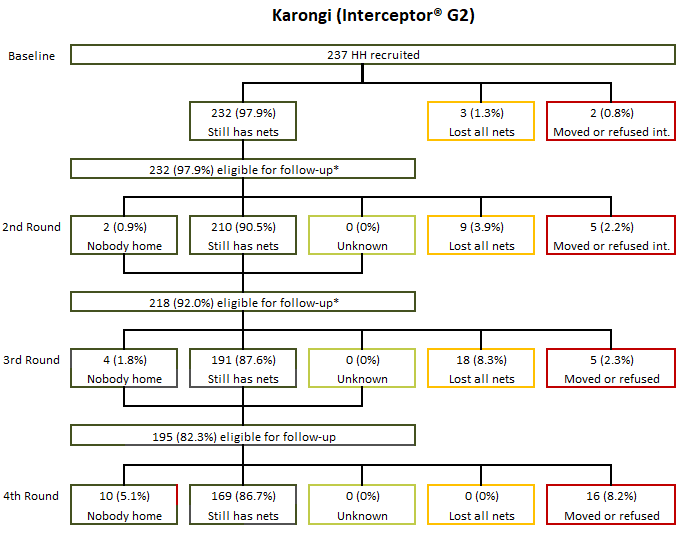 Karongi (Interceptor® G2)
Baseline
237 HH recruited
232 (97.9%)
Still has nets
3 (1.3%)
Lost all nets
2 (0.8%)
Moved or refused int.
232 (97.9%) eligible for follow-up*
2nd Round
2 (0.9%)
Nobody home
210 (90.5%)
Still has nets
0 (0%)
Unknown
9 (3.9%)
Lost all nets
5 (2.2%)
Moved or refused int.
218 (92.0%) eligible for follow-up*
3rd Round
4 (1.8%)
Nobody home
191 (87.6%)
Still has nets
0 (0%)
Unknown
18 (8.3%)
Lost all nets
5 (2.3%)
Moved or refused
195 (82.3%) eligible for follow-up
4th Round
10 (5.1%)
Nobody home
169 (86.7%)
Still has nets
0 (0%)
Unknown
0 (0%)
Lost all nets
16 (8.2%)
Moved or refused